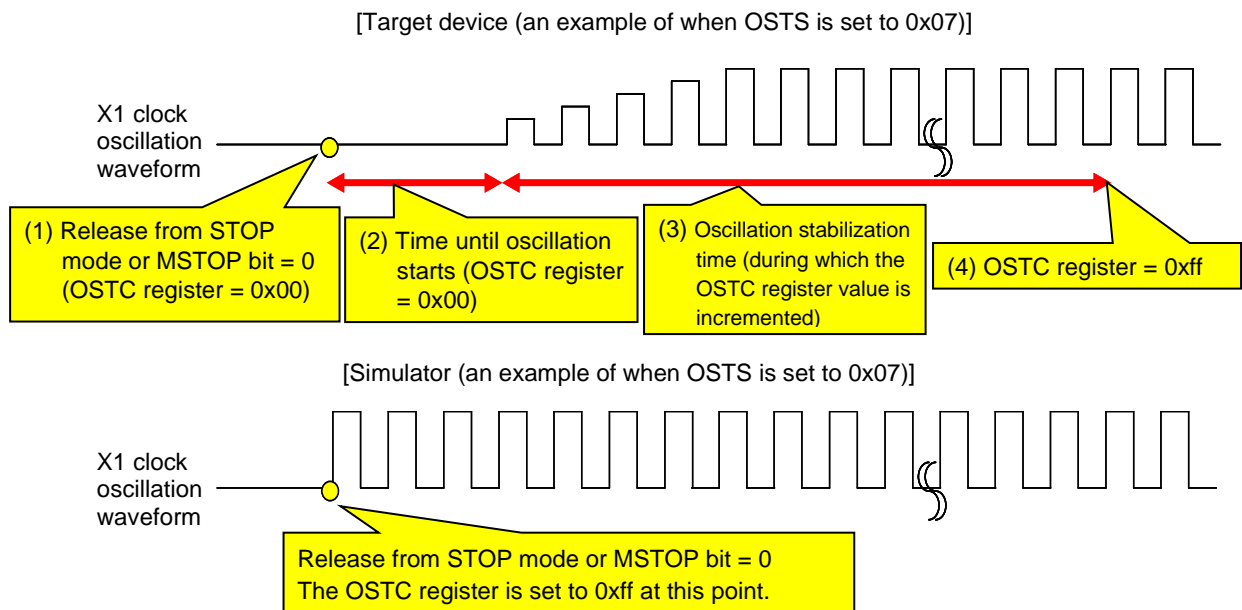 [Target device (an example of when OSTS is set to 0x07)]
X1 clock
oscillation
waveform
(1) Release from STOP
mode or MSTOP bit = 0
(OSTC register = 0x00)
(2) Time until oscillation
starts (OSTC register
= 0x00)
(3) Oscillation stabilization
time (during which the
OSTC register value is
incremented)
(4) OSTC register = 0xff
[Simulator (an example of when OSTS is set to 0x07)]
X1 clock
oscillation
waveform
Release from STOP mode or MSTOP bit = 0
The OSTC register is set to 0xff at this point.